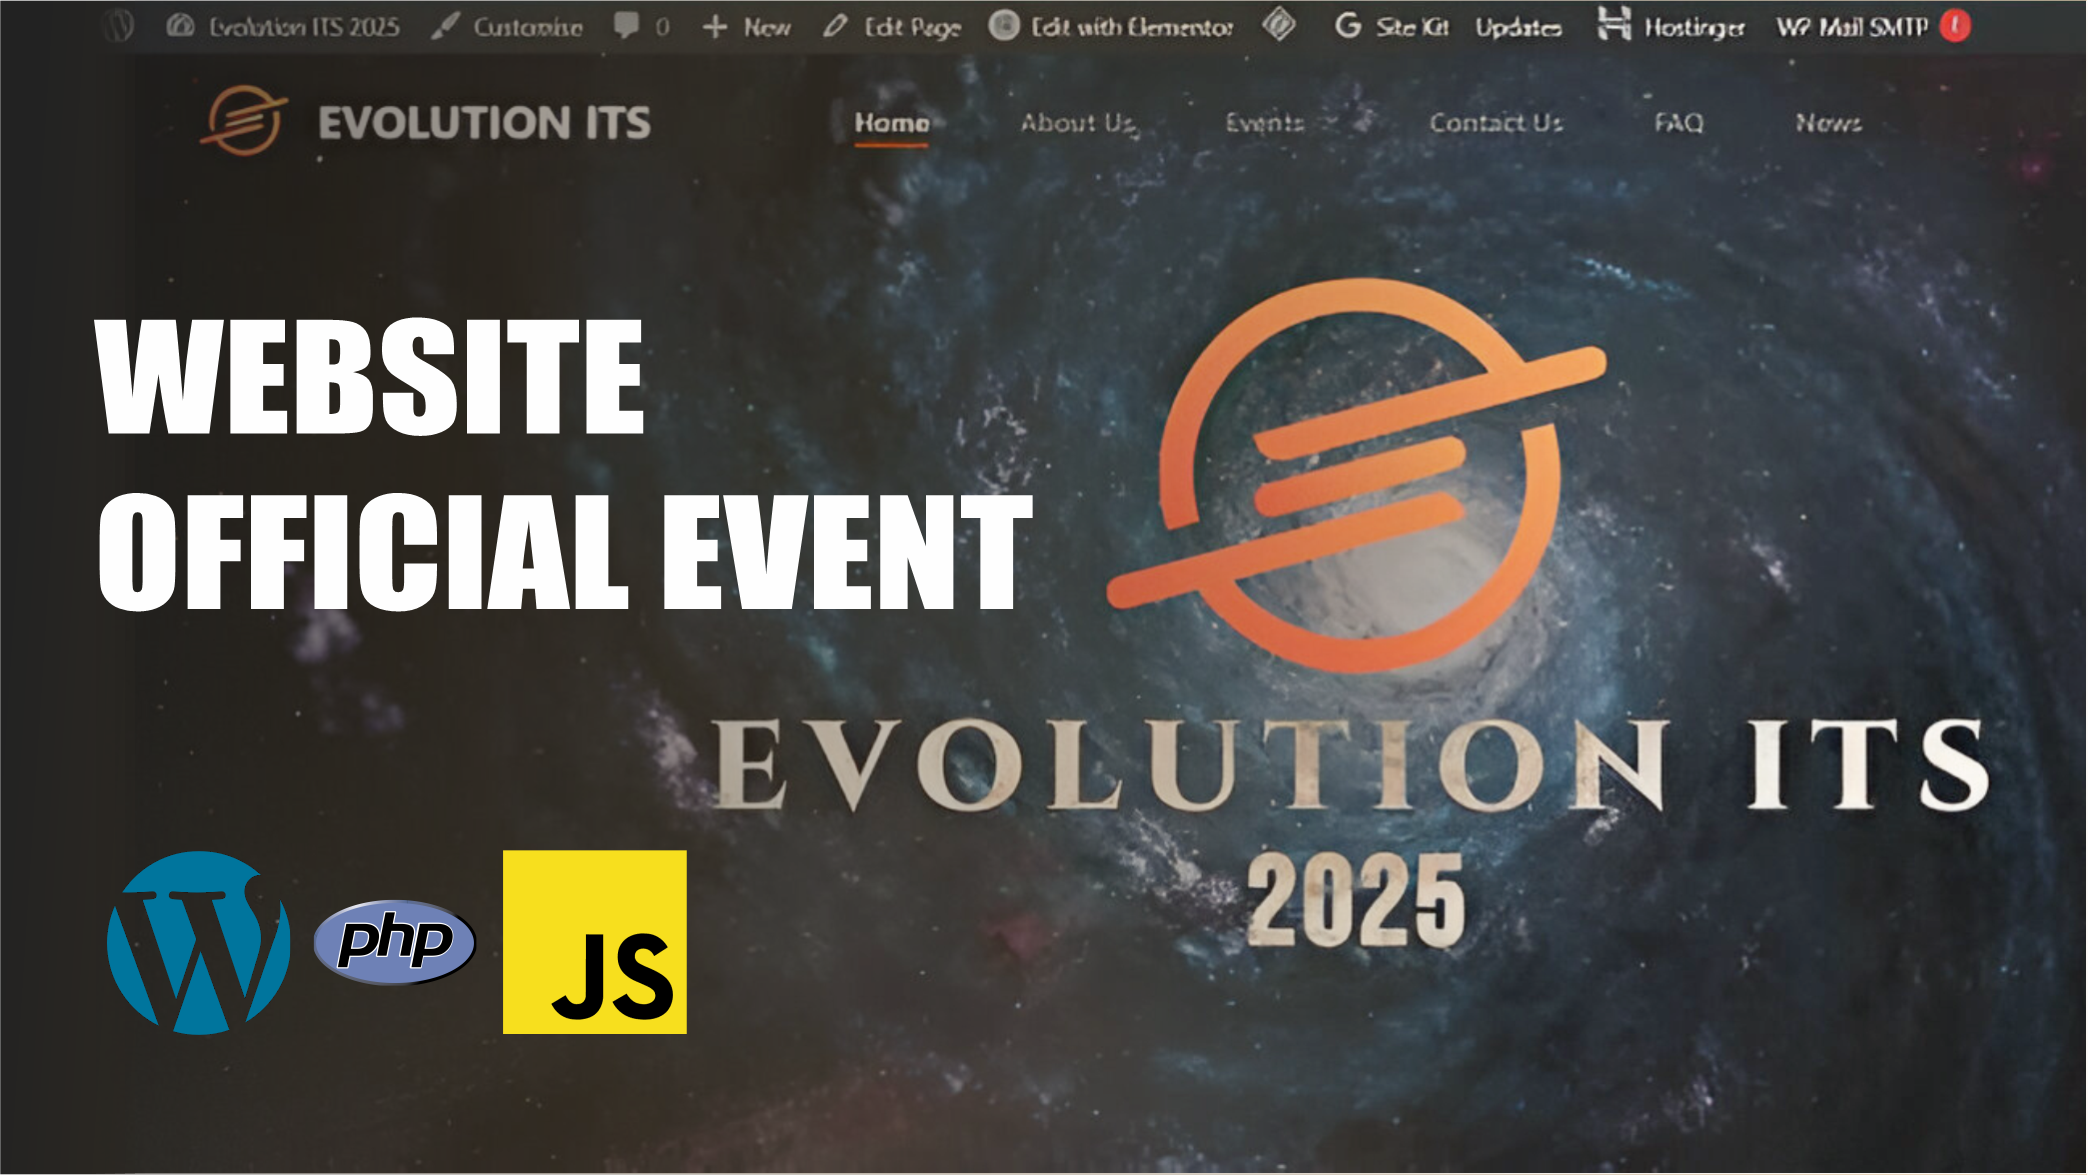 Evolution ITS 2025 Customise 0 New Edit Page Edit with Elementor Site Kit Updates Hostinger WP Mail SMTP
EVOLUTION ITS Home About Us Events Contact Us FAQ News
WEBSITE
OFFICIAL EVENT
EVOLUTION ITS
2025
php JS